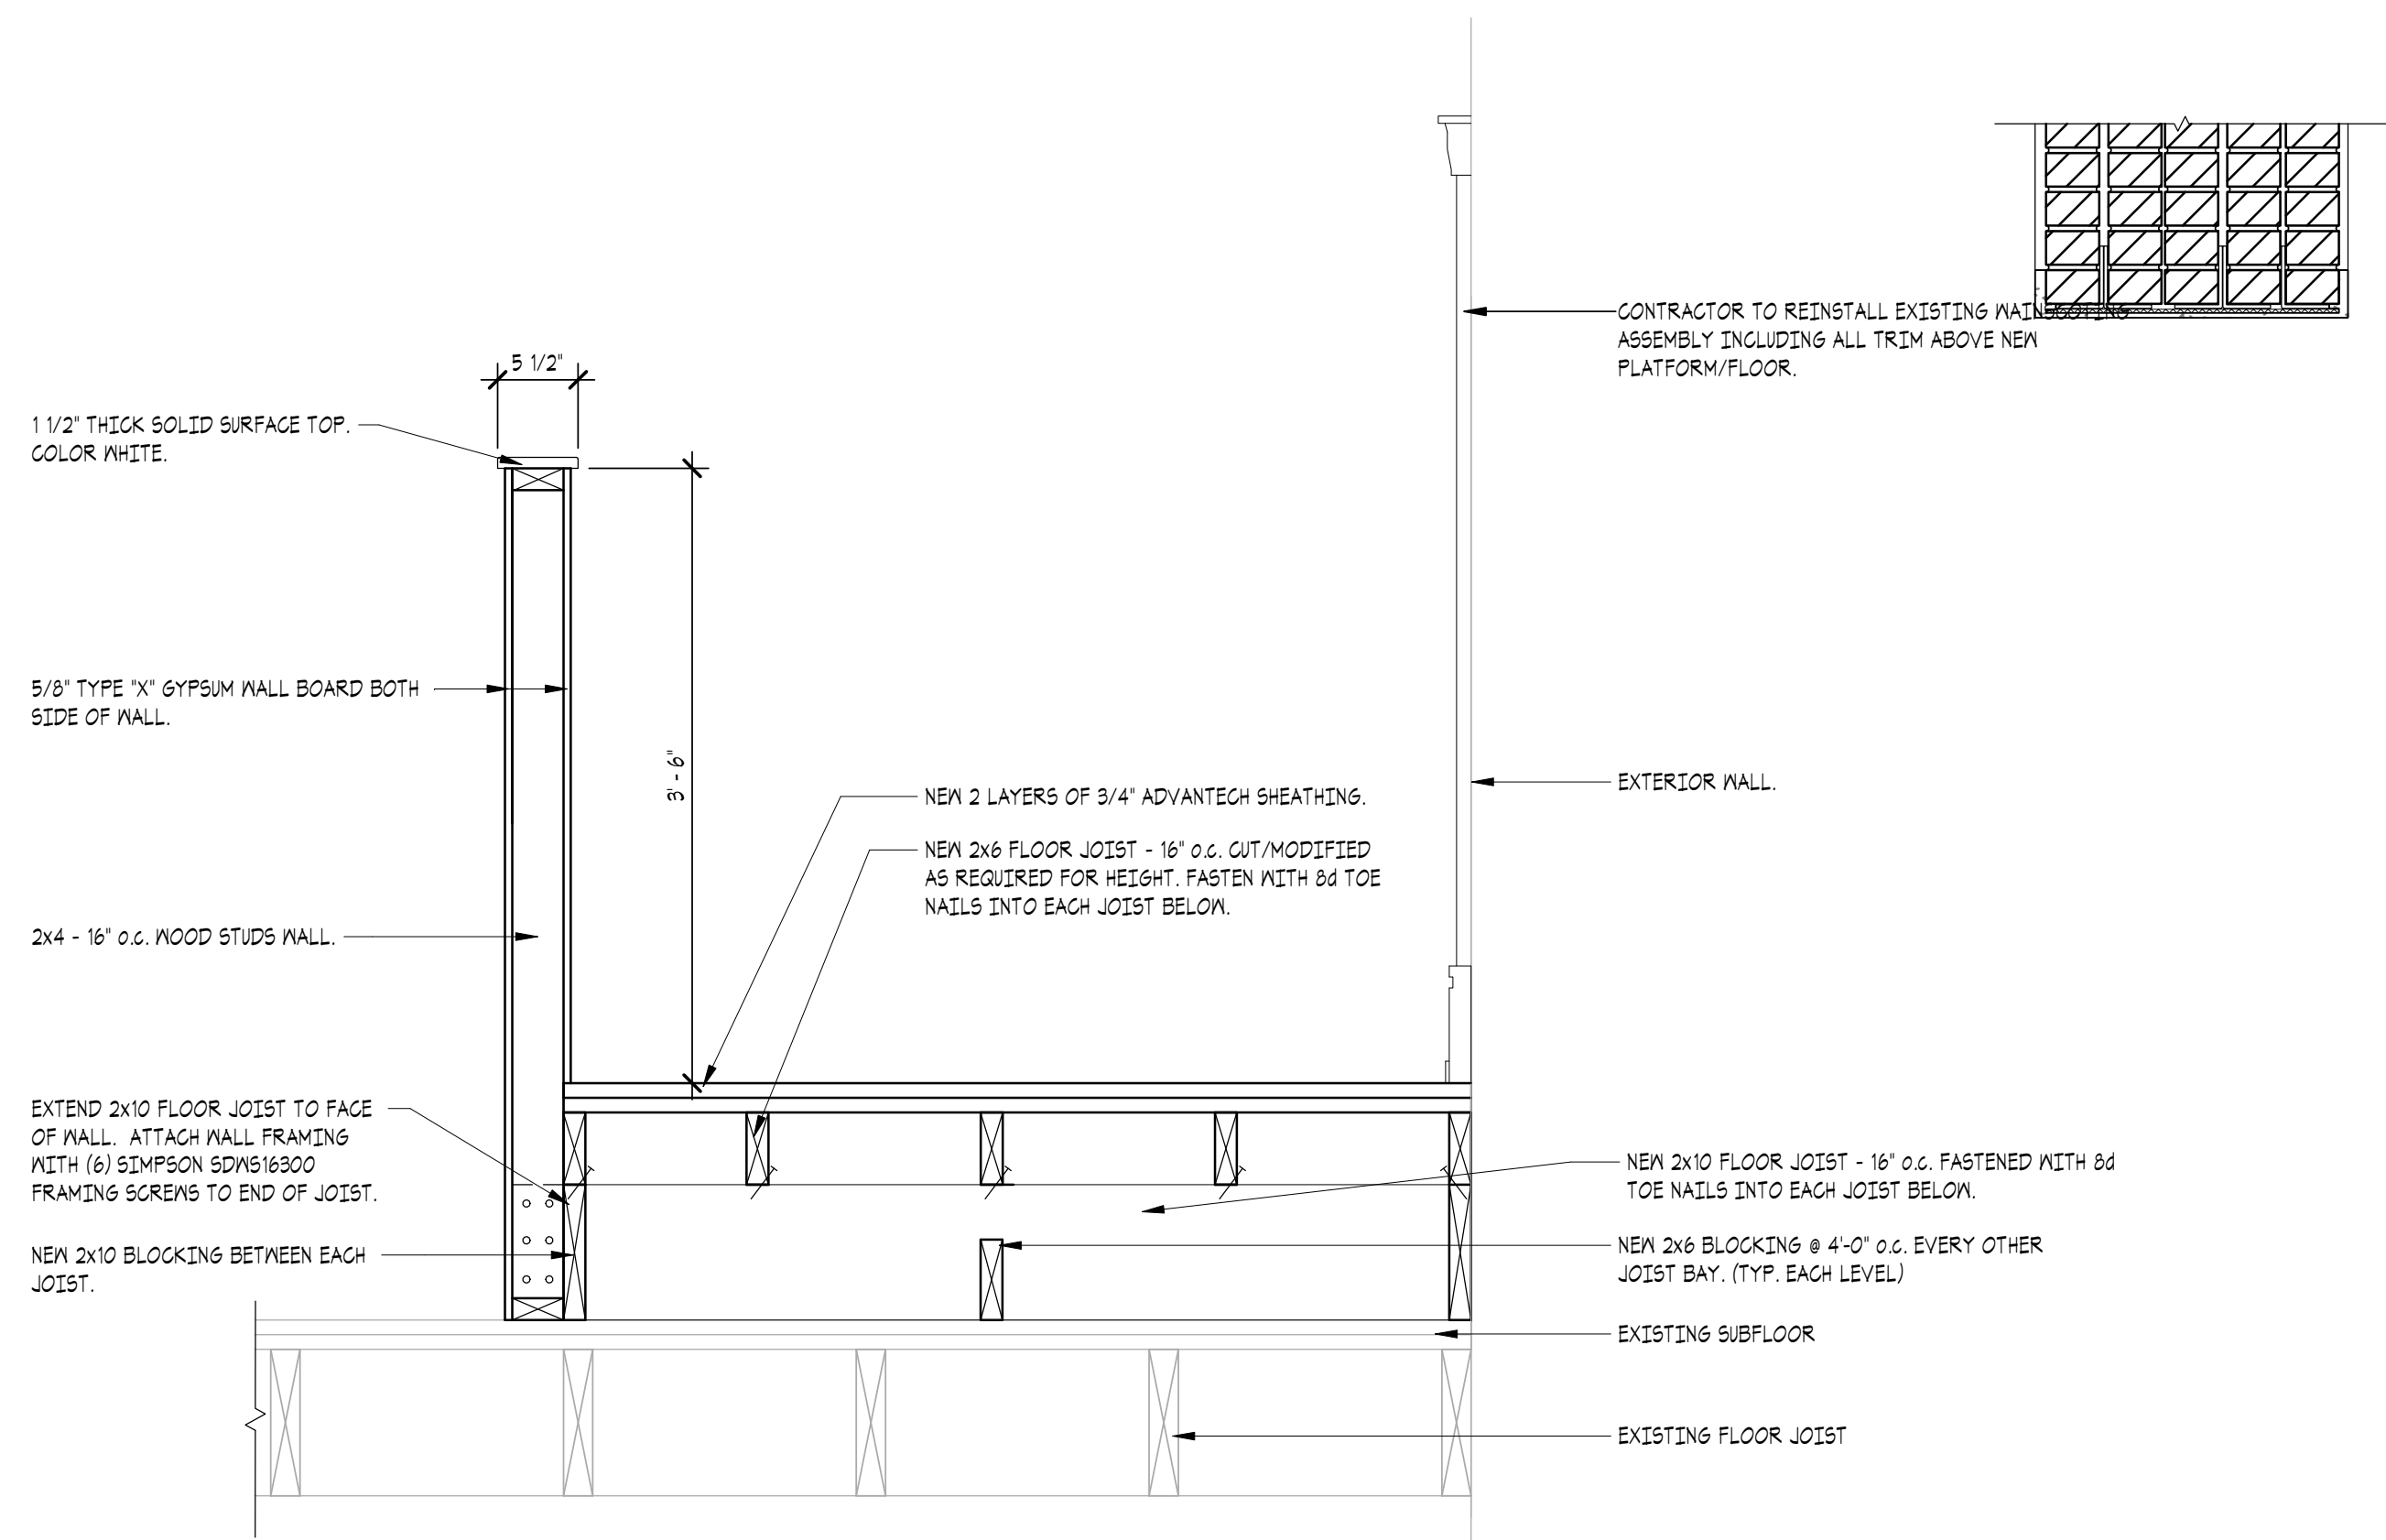 5 1/2"
1 1/2" THICK SOLID SURFACE TOP.
COLOR WHITE.
5/8" TYPE "X" GYPSUM WALL BOARD BOTH
SIDE OF WALL.
2x4 - 16" o.c. WOOD STUDS WALL.
EXTEND 2x10 FLOOR JOIST TO FACE
OF WALL. ATTACH WALL FRAMING
WITH (6) SIMPSON SDWS16300
FRAMING SCREWS TO END OF JOIST.
NEW 2x10 BLOCKING BETWEEN EACH
JOIST.
3' - 6"
NEW 2 LAYERS OF 3/4" ADVANTECH SHEATHING.
NEW 2x6 FLOOR JOIST - 16" o.c. CUT/MODIFIED
AS REQUIRED FOR HEIGHT. FASTEN WITH 8d TOE
NAILS INTO EACH JOIST BELOW.
CONTRACTOR TO REINSTALL EXISTING WAINSCOTING
ASSEMBLY INCLUDING ALL TRIM ABOVE NEW
PLATFORM/FLOOR.
EXTERIOR WALL.
NEW 2x10 FLOOR JOIST - 16" o.c. FASTENED WITH 8d
TOE NAILS INTO EACH JOIST BELOW.
NEW 2x6 BLOCKING @ 4'-0" o.c. EVERY OTHER
JOIST BAY. (TYP. EACH LEVEL)
EXISTING SUBFLOOR
EXISTING FLOOR JOIST